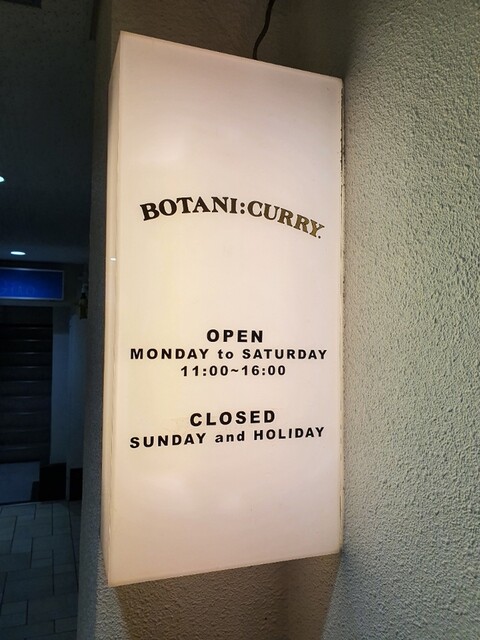 BOTANI:CURRY.
OPEN
MONDAY to SATURDAY
11:00~16:00
CLOSED
SUNDAY and HOLIDAY